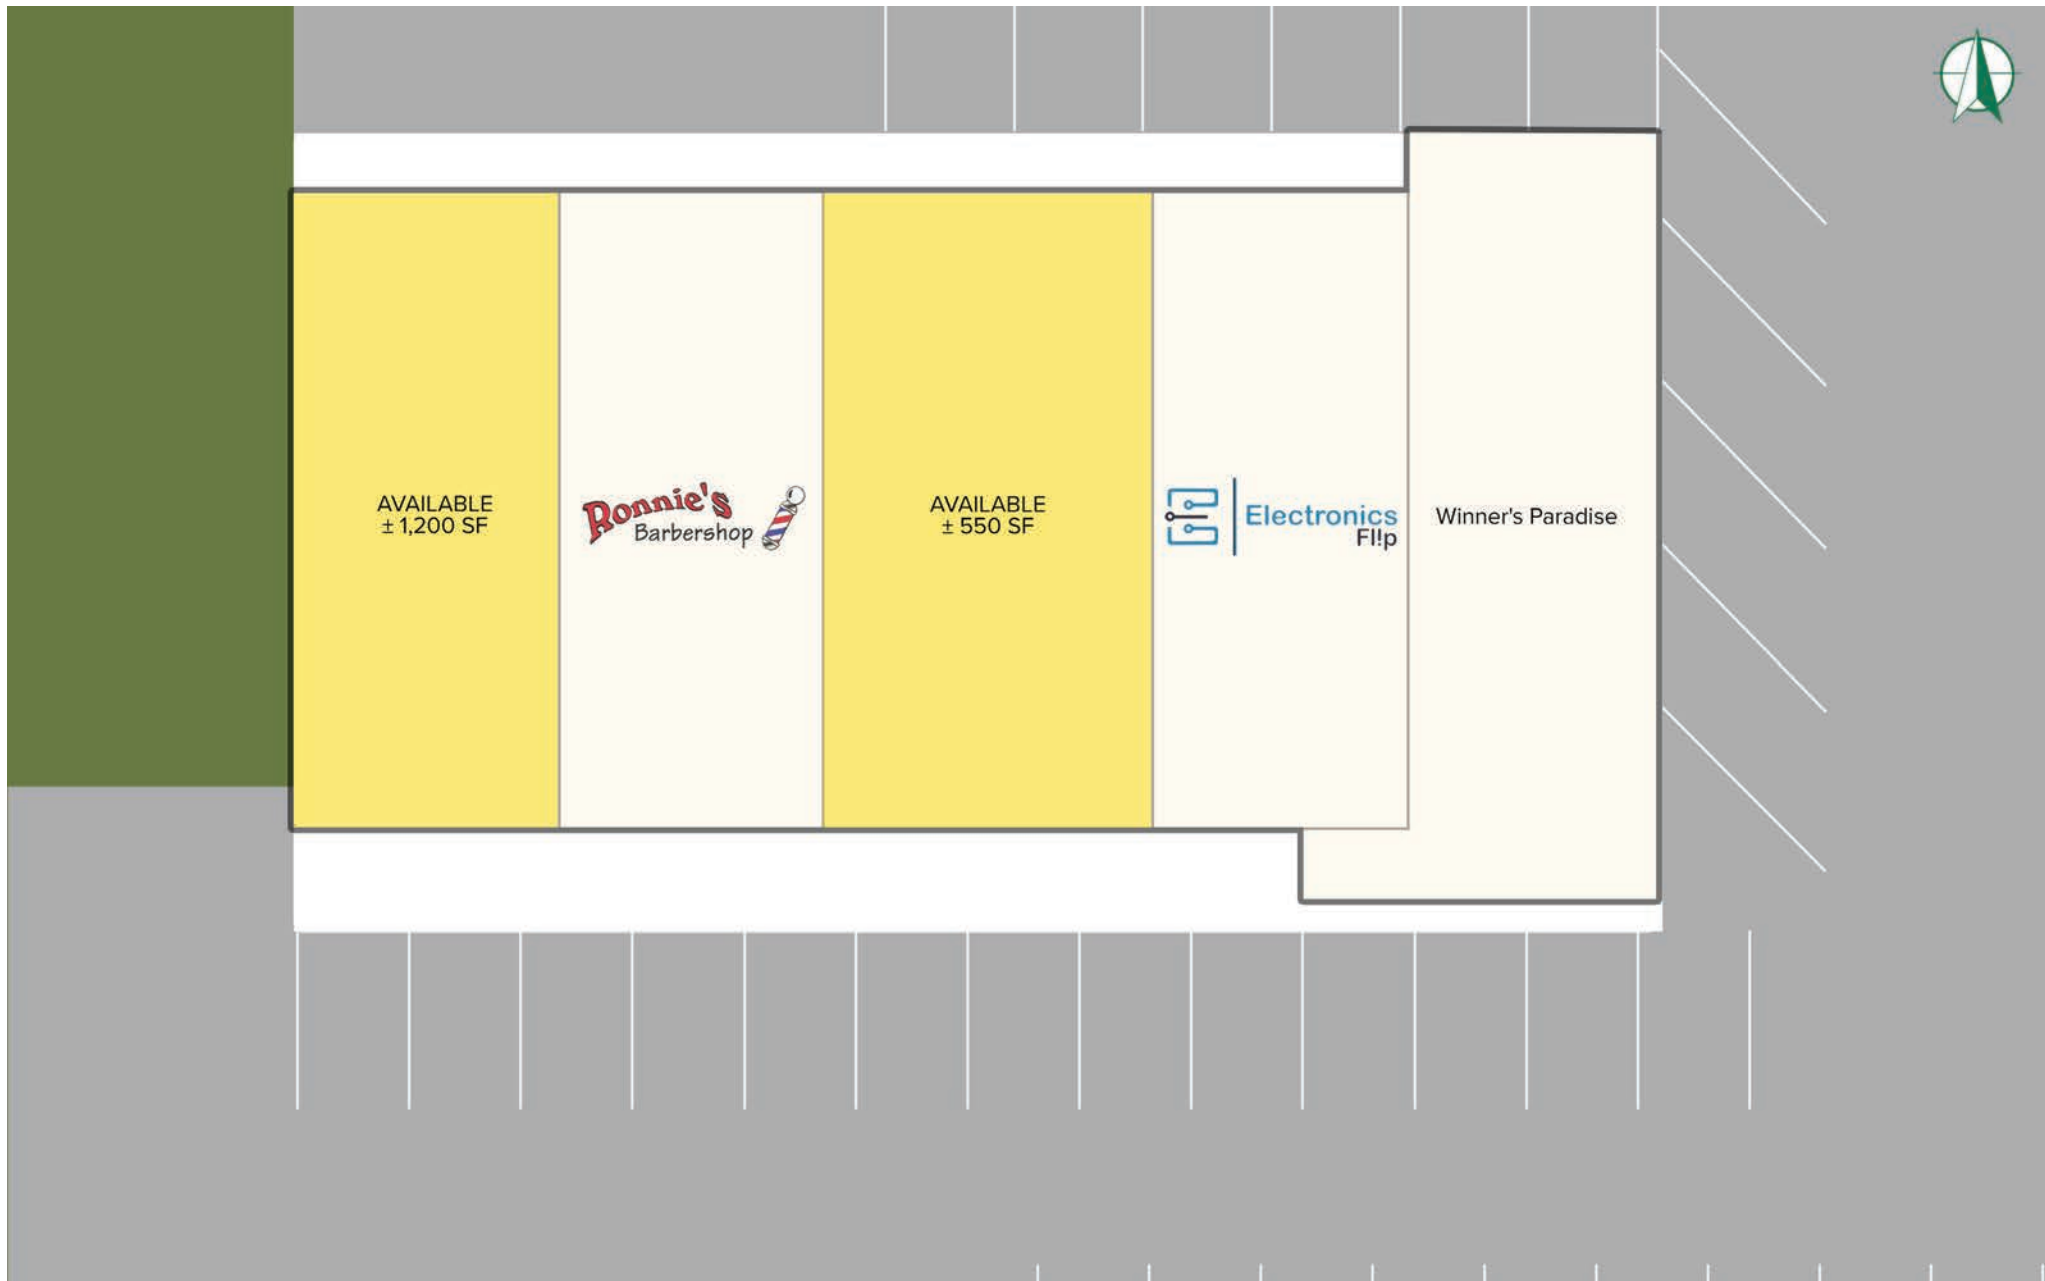 AVAILABLE
± 1,200 SF
Ronnie's
Barbershop
AVAILABLE
± 550 SF
Electronics
Fl!p
Winner's Paradise